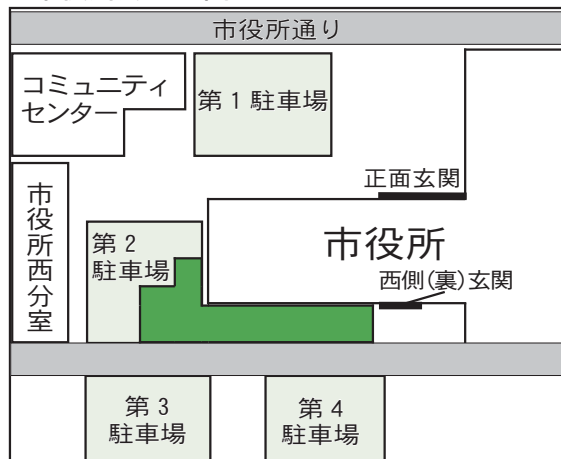 市役所通り
コミュニティ
センター
第1駐車場
正面玄関
市役所西分室
第2
駐車場
市役所
西側(裏)玄関
第3
駐車場
第4
駐車場